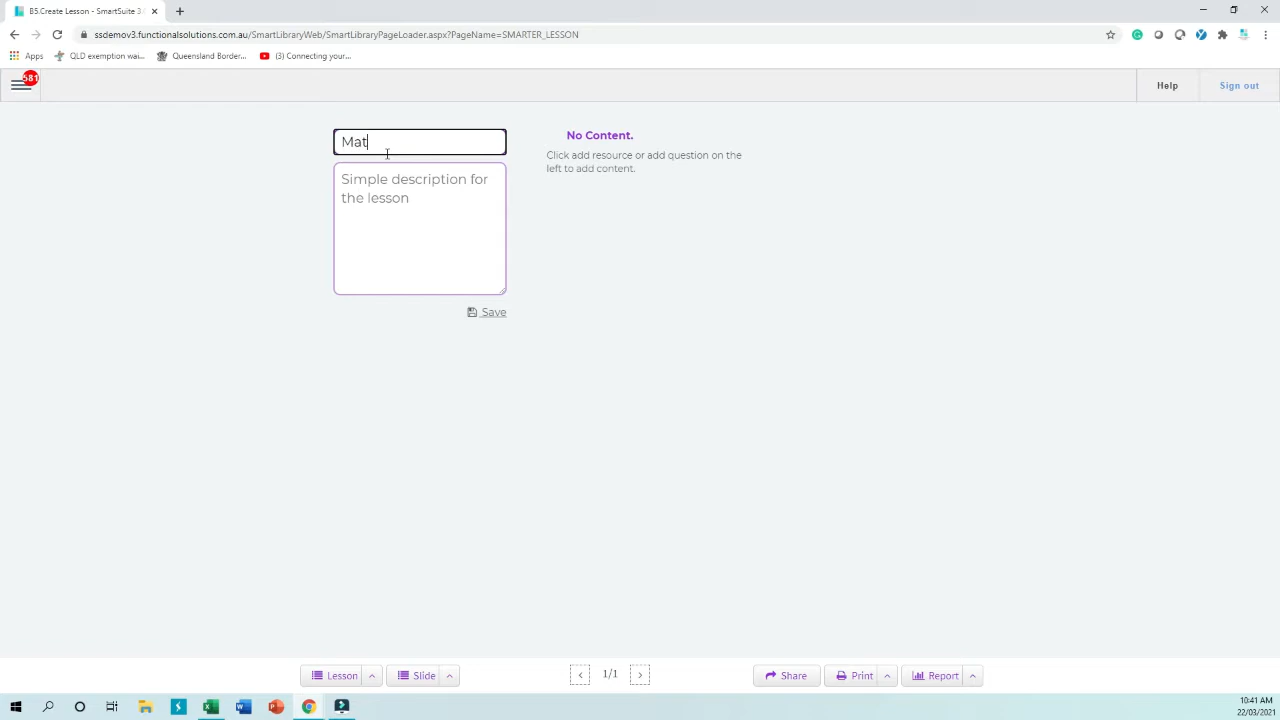 B5.Create Lesson - SmartSuite 3.
ssdemov3.functionalsolutions.com.au/SmartLibraryWeb/SmartLibraryPageLoader.aspx?PageName=SMARTER_LESSON
Apps
QLD exemption wai...
Queensland Border...
(3) Connecting your...
581
Help
Sign out
Mat
Simple description for
the lesson
Save
No Content.
Click add resource or add question on the
left to add content.
Lesson
Slide
1/1
Share
Print
Report
10:41 AM
22/03/2021